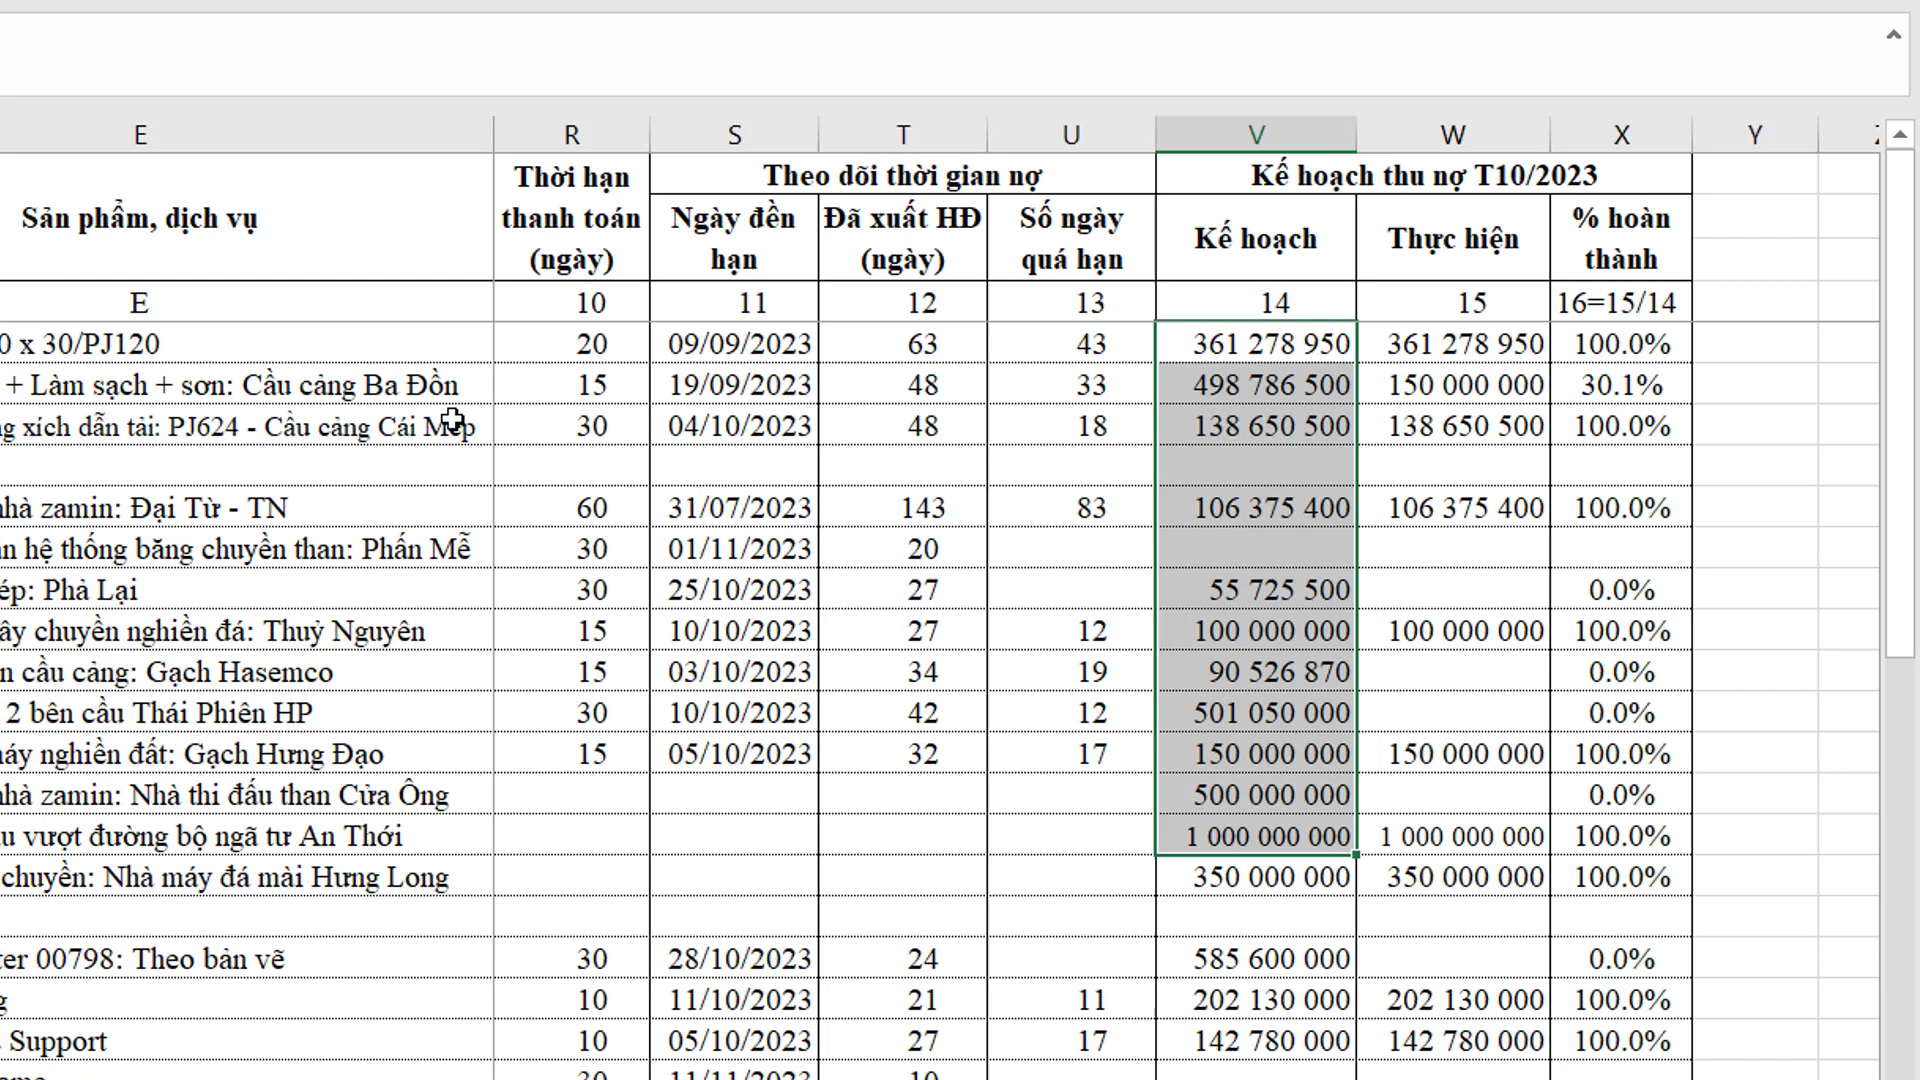 E R S T U V W X Y
Thời hạn thanh toán (ngày) Theo dõi thời gian nợ Kế hoạch thu nợ T10/2023
Sản phẩm, dịch vụ Ngày đền hạn Đã xuất HĐ (ngày) Số ngày quá hạn Kế hoạch Thực hiện % hoàn thành
E 10 11 12 13 14 15 16=15/14
0 x 30/PJ120 20 09/09/2023 63 43 361 278 950 361 278 950 100.0%
+ Làm sạch + sơn: Cầu cảng Ba Đồn 15 19/09/2023 48 33 498 786 500 150 000 000 30.1%
g xích dẫn tải: PJ624 - Cầu cảng Cái Mép 30 04/10/2023 48 18 138 650 500 138 650 500 100.0%
nhà zamin: Đại Từ - TN 60 31/07/2023 143 83 106 375 400 106 375 400 100.0%
n hệ thống băng chuyền than: Phấn Mễ 30 01/11/2023 20
ép: Phả Lại 30 25/10/2023 27 55 725 500 0.0%
ây chuyền nghiền đá: Thuỷ Nguyên 15 10/10/2023 27 12 100 000 000 100 000 000 100.0%
n cầu cảng: Gạch Hasemco 15 03/10/2023 34 19 90 526 870 0.0%
2 bên cầu Thái Phiên HP 30 10/10/2023 42 12 501 050 000 0.0%
máy nghiền đất: Gạch Hưng Đạo 15 05/10/2023 32 17 150 000 000 150 000 000 100.0%
nhà zamin: Nhà thi đấu than Cửa Ông 500 000 000 0.0%
u vượt đường bộ ngã tư An Thới 1 000 000 000 1 000 000 000 100.0%
chuyền: Nhà máy đá mài Hưng Long 350 000 000 350 000 000 100.0%
ter 00798: Theo bản vẽ 30 28/10/2023 24 585 600 000 0.0%
g 10 11/10/2023 21 11 202 130 000 202 130 000 100.0%
Support 10 05/10/2023 27 17 142 780 000 142 780 000 100.0%